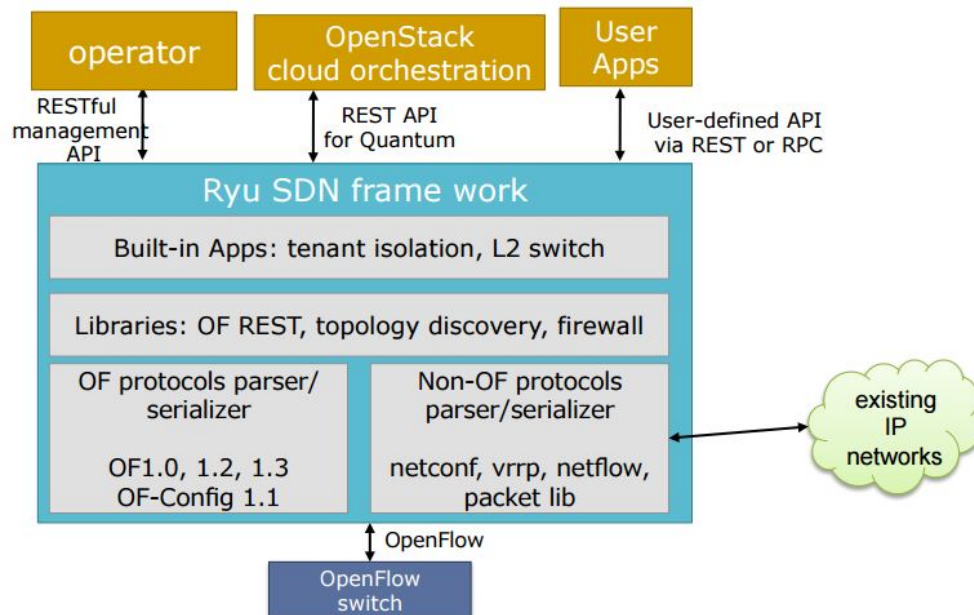 operator
OpenStack
cloud orchestration
User
Apps
RESTful
management
API
REST API
for Quantum
User-defined API
via REST or RPC
Ryu SDN frame work
Built-in Apps: tenant isolation, L2 switch
Libraries: OF REST, topology discovery, firewall
OF protocols parser/
serializer
OF1.0, 1.2, 1.3
OF-Config 1.1
Non-OF protocols
parser/serializer
netconf, vrrp, netflow,
packet lib
existing
IP
networks
OpenFlow
OpenFlow
switch